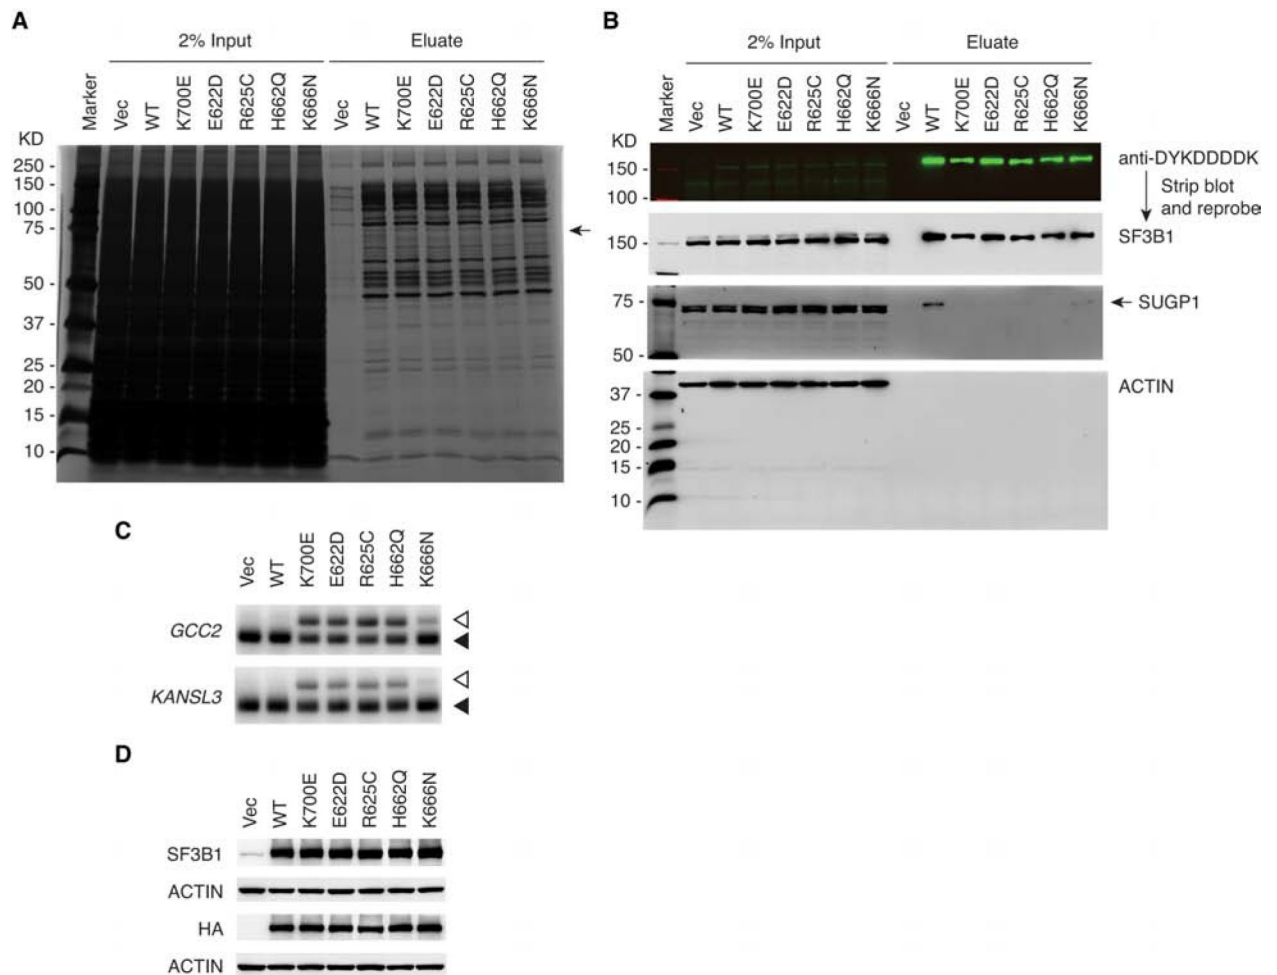 A
2% Input
Eluate
Marker
Vec
WT
K700E
E622D
R625C
H662Q
K666N
Vec
WT
K700E
E622D
R625C
H662Q
K666N
KD
250 -
150 -
100 -
75 -
50 -
37 -
25 -
20 -
15 -
10 -
B
2% Input
Eluate
Marker
Vec
WT
K700E
E622D
R625C
H662Q
K666N
Vec
WT
K700E
E622D
R625C
H662Q
K666N
KD
150 -
100 -
anti-DYKDDDDK
Strip blot
and reprobe
150 -
SF3B1
75 -
50 -
SUGP1
37 -
25 -
20 -
15 -
10 -
ACTIN
C
Vec
WT
K700E
E622D
R625C
H662Q
K666N
GCC2
KANSL3
D
Vec
WT
K700E
E622D
R625C
H662Q
K666N
SF3B1
ACTIN
HA
ACTIN